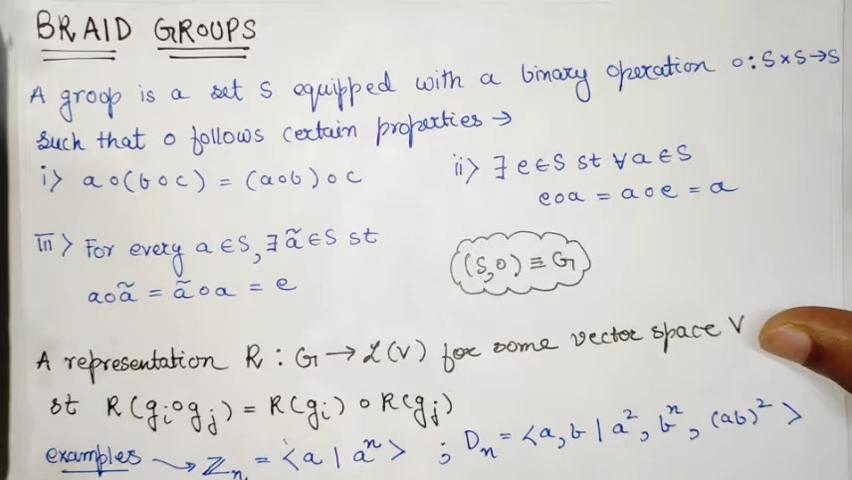 BRAID GROUPS
A group is a set S equipped with a binary operation o : S x S → S
such that o follows certain properties →
i> a o (b o c) = (a o b) o c
ii> ∃ e ∈ S st ∀ a ∈ S
e o a = a o e = a
iii> For every a ∈ S, ∃ ã ∈ S st
a o ã = ã o a = e
(S, o) ≡ G
A representation R : G → L(V) for some vector space V
st R(gᵢ o gⱼ) = R(gᵢ) o R(gⱼ)
examples → ℤₙ = <a | aⁿ> ; Dₙ = <a, b | a², bⁿ, (ab)²>